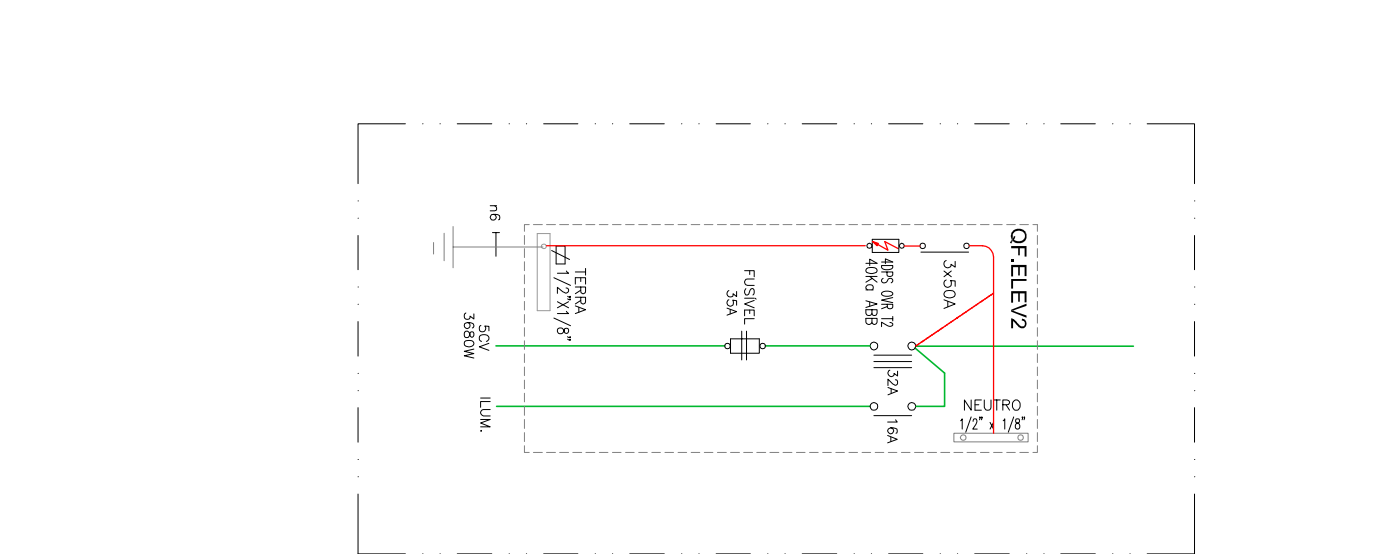 QF.ELEV2
3x50A
4DPS OVR T2
40Ka ABB
FUSÍVEL
35A
TERRA
1/2"X1/8"
n6
5CV
3680W
32A
ILUM.
16A
NEUTRO
1/2" x 1/8"